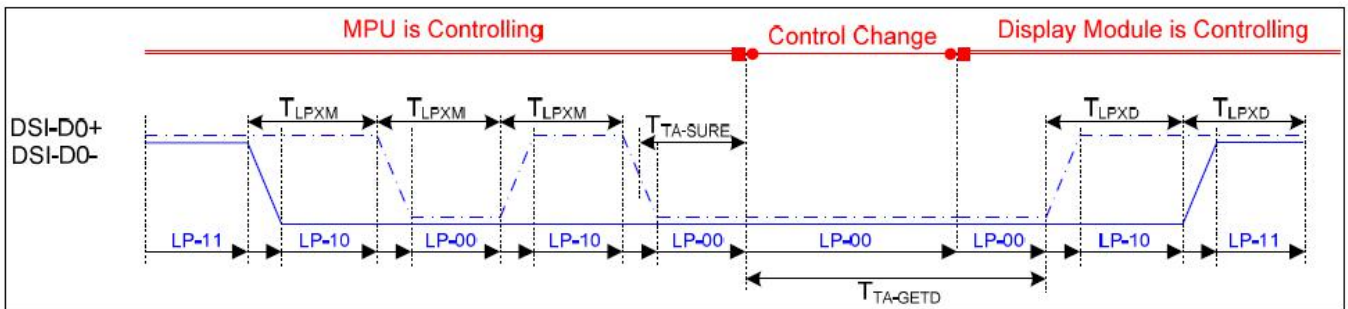 MPU is Controlling Control Change Display Module is Controlling
TLPXM TLPXM TLPXM TTA-SURE TLPXD TLPXD
DSI-D0+
DSI-D0-
LP-11 LP-10 LP-00 LP-10 LP-00 LP-00 LP-00 LP-10 LP-11
TTA-GETD